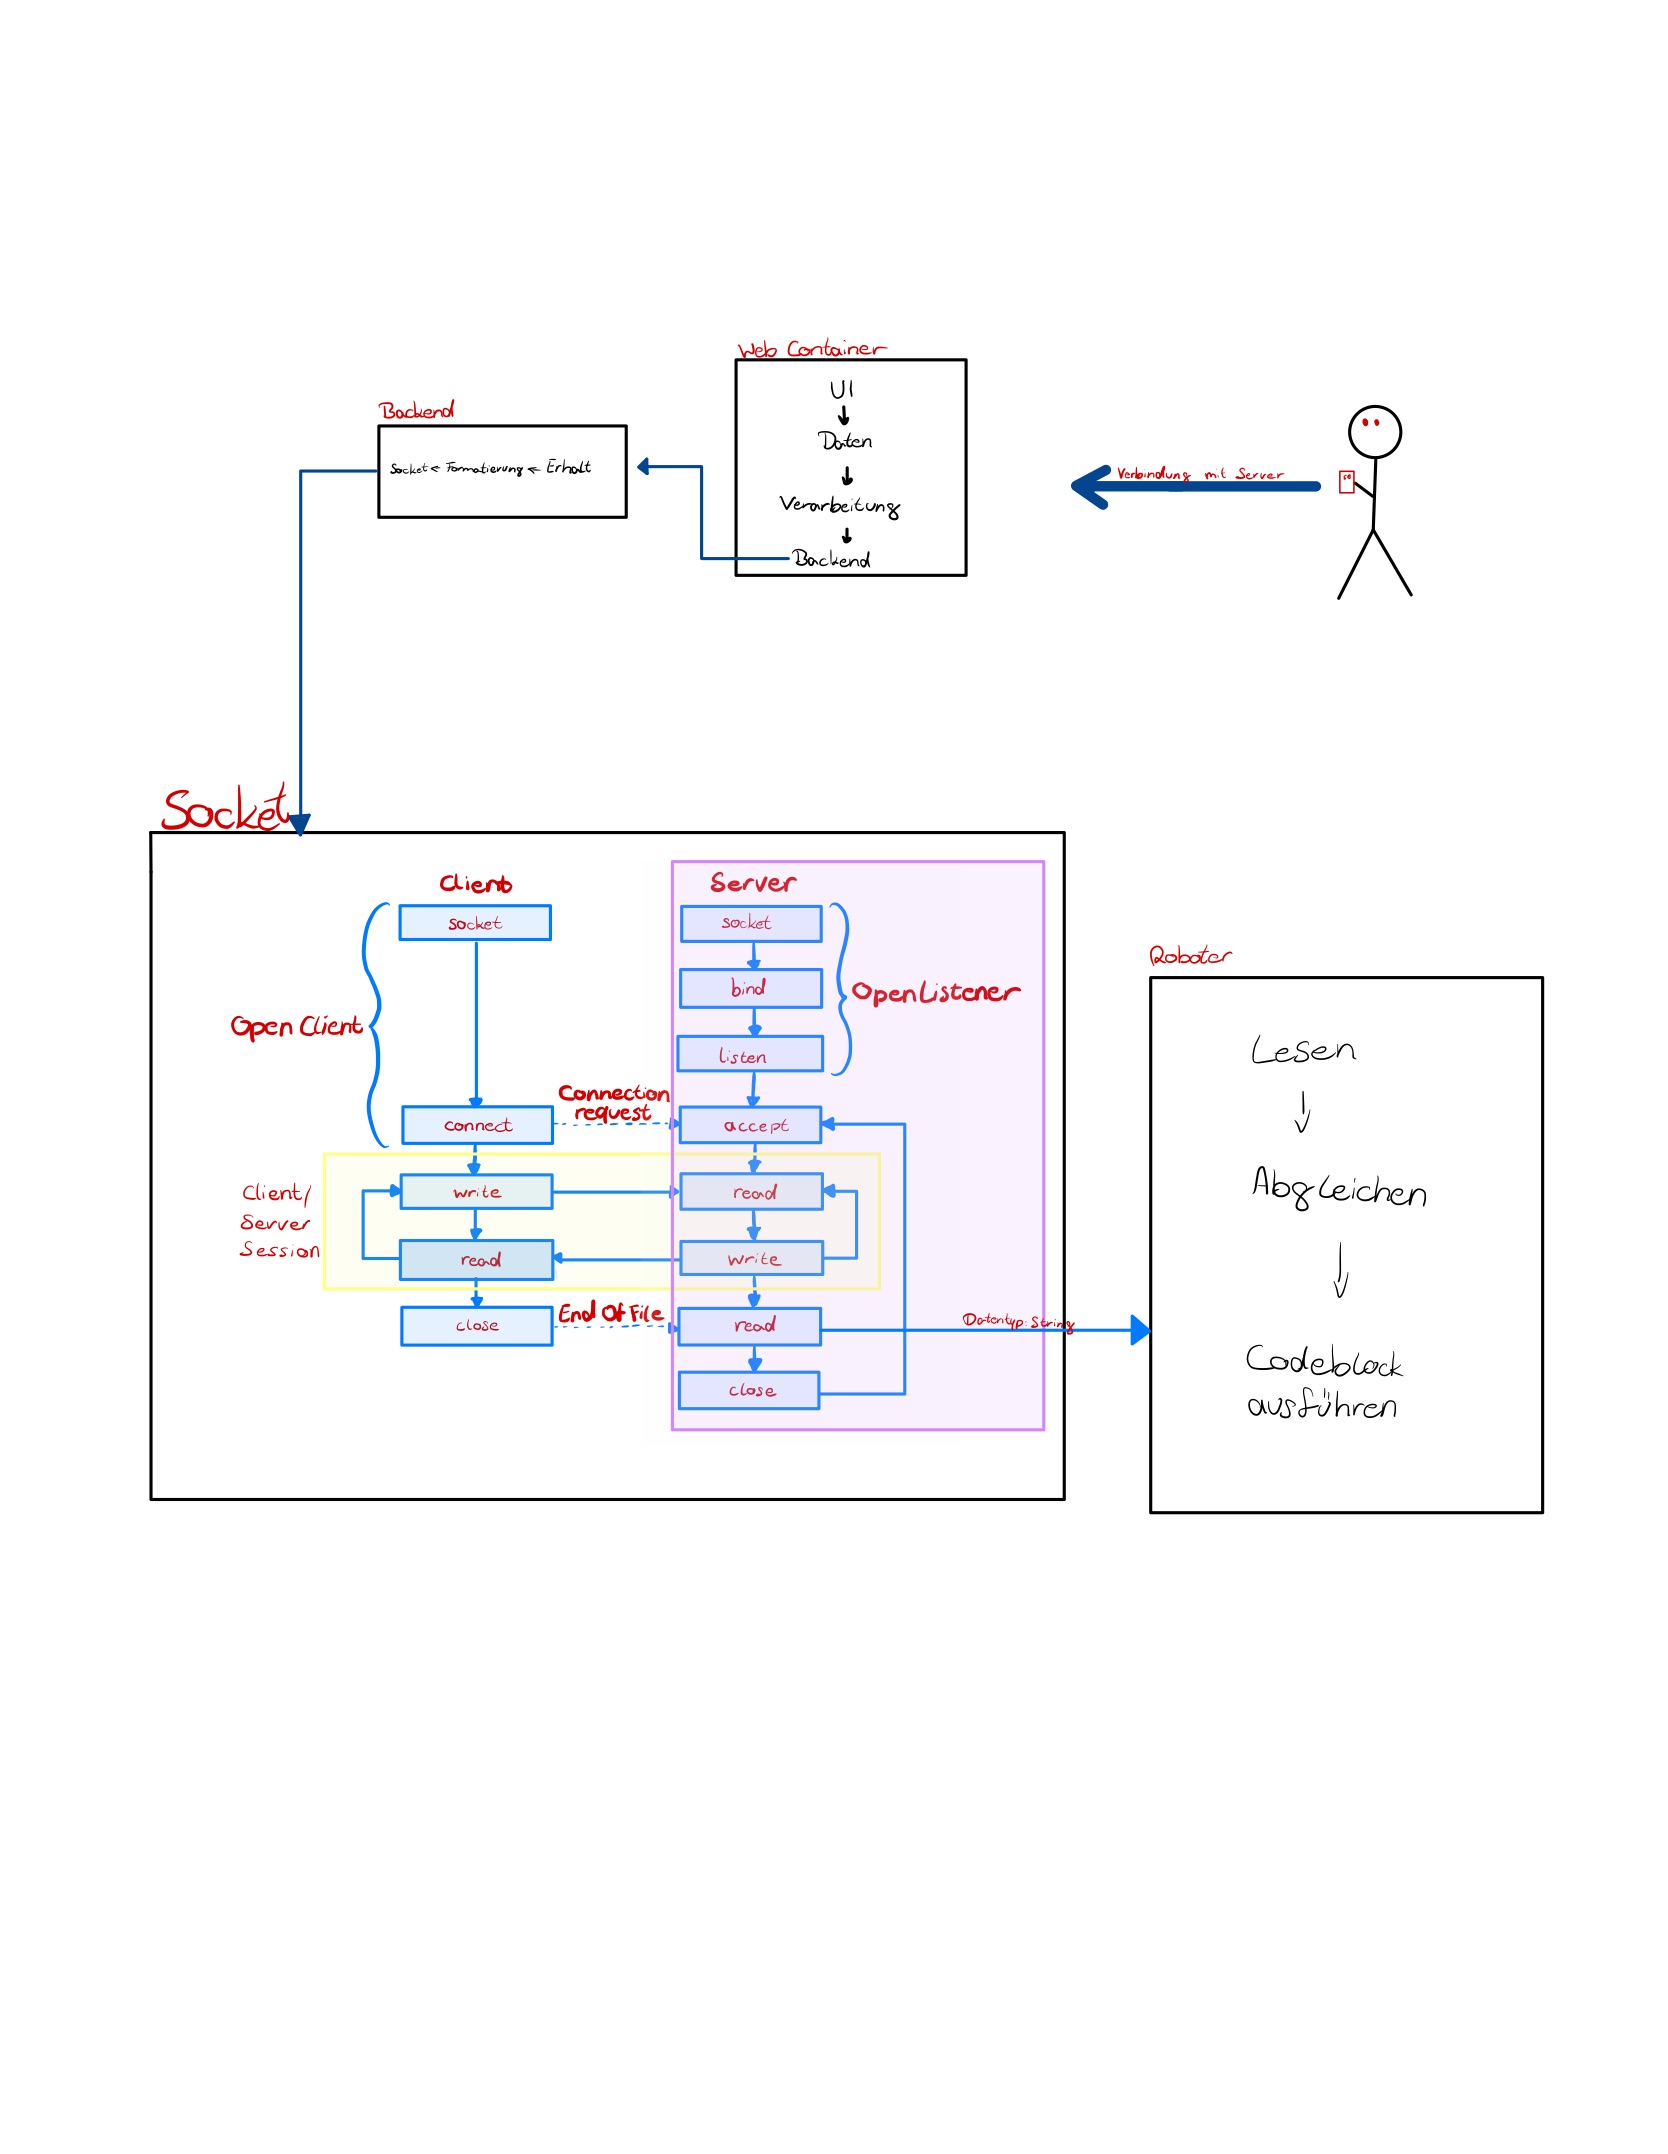 Web Container
UI
Daten
Verarbeitung
Backend
Backend
Socket ← Formatierung ← Erhalt
Verbindung mit Server
Socket
Client
socket
Open Client
connect
Connection
request
Client/
Server
Session
write
read
close
End Of File
Server
socket
bind
listen
Open Listener
accept
read
write
read
close
Datentyp: String
Roboter
Lesen
Abgleichen
Codeblock
ausführen